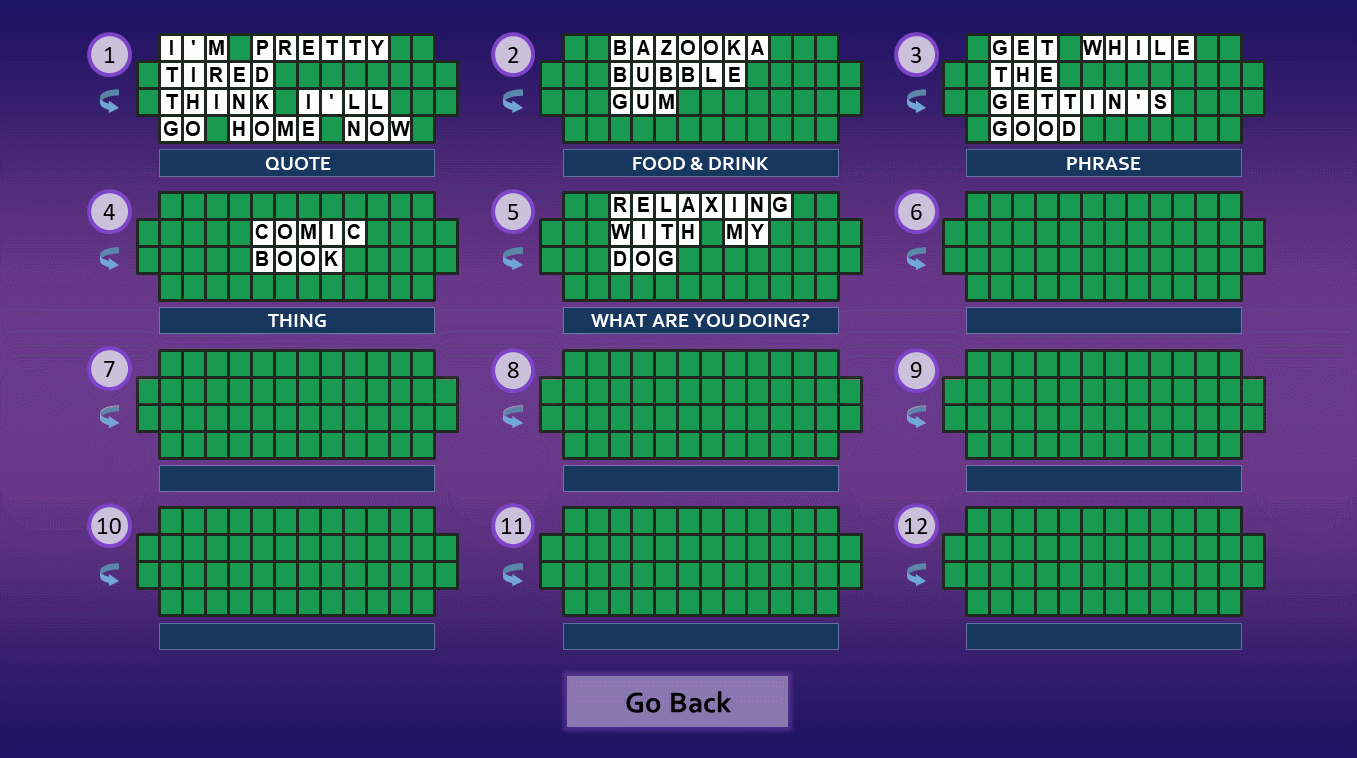 1
I'M PRETTY
TIRED
THINK I'LL
GO HOME NOW
QUOTE
2
BAZOOKA
BUBBLE
GUM
FOOD & DRINK
3
GET WHILE
THE
GETTIN'S
GOOD
PHRASE
4
COMIC
BOOK
THING
5
RELAXING
WITH MY
DOG
WHAT ARE YOU DOING?
6
7
8
9
10
11
12
Go Back